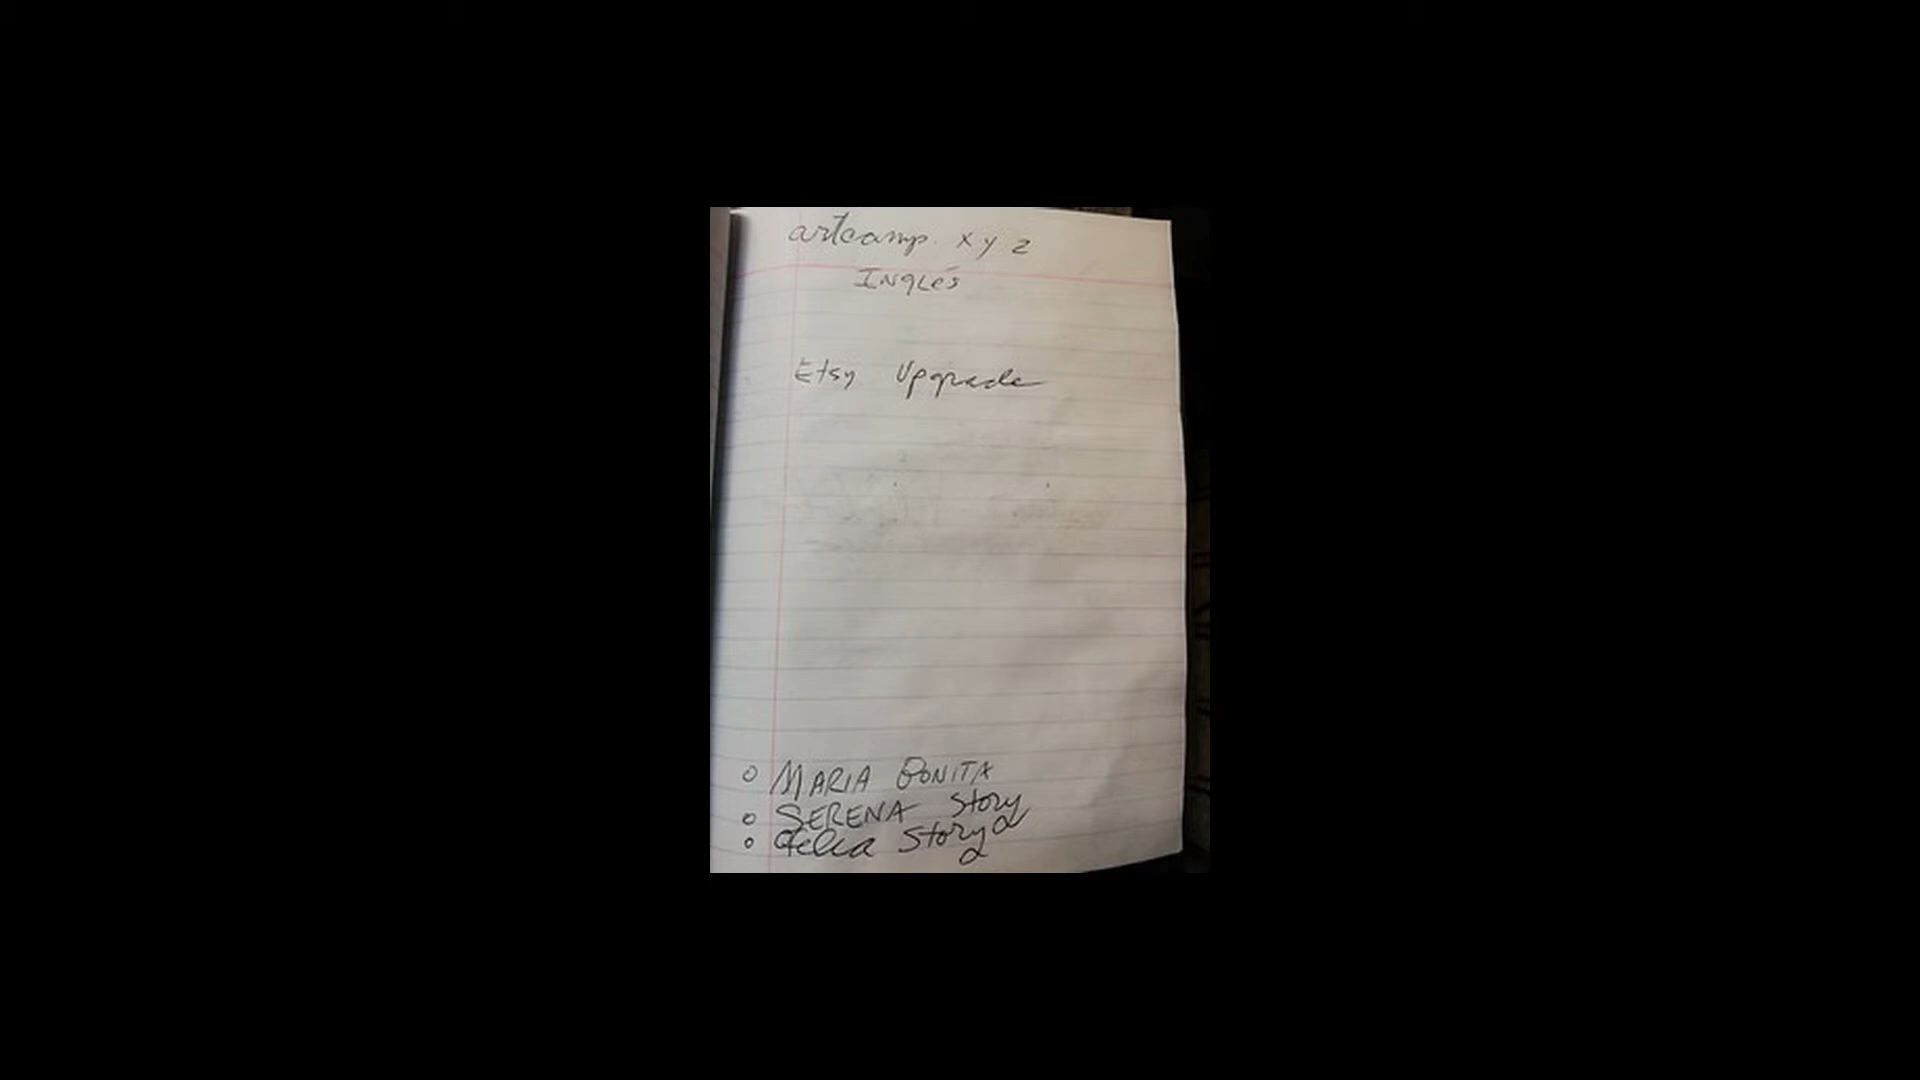 artcamp. xyz
INGLés
Etsy Upgrade
o MARIA BONITA
o SERENA Story
o Story